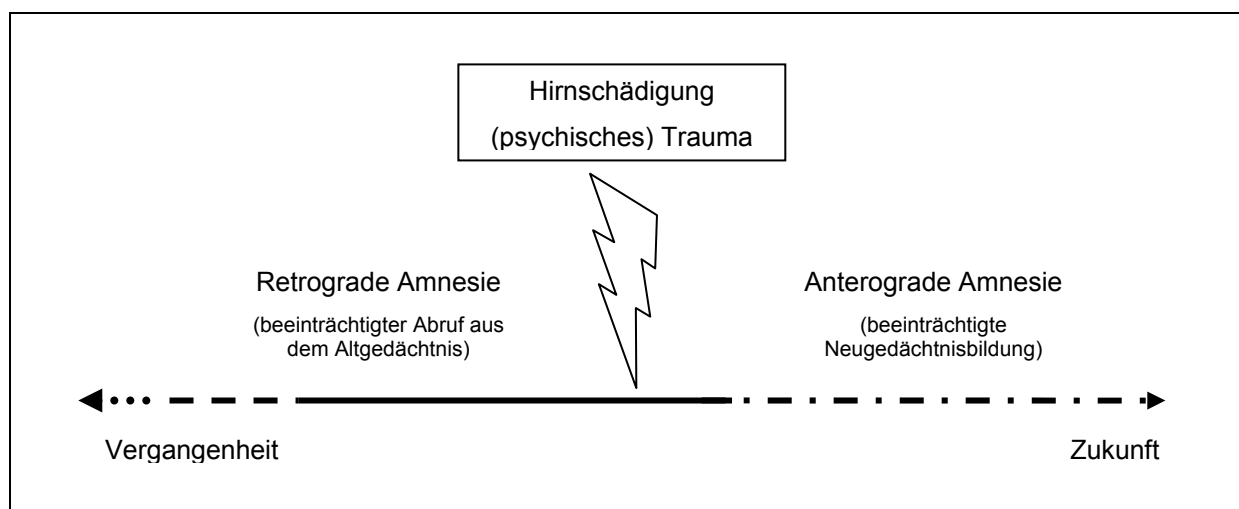 Hirnschädigung
(psychisches) Trauma
Retrograde Amnesie
(beeinträchtigter Abruf aus
dem Altgedächtnis)
Anterograde Amnesie
(beeinträchtigte
Neugedächtnisbildung)
Vergangenheit
Zukunft